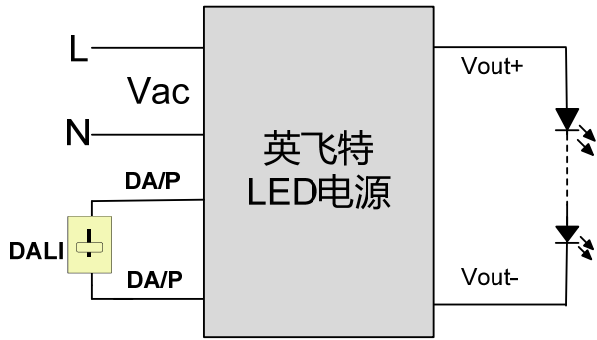 L
Vac
N
DA/P
DALI
DA/P
英飞特
LED电源
Vout+
Vout-